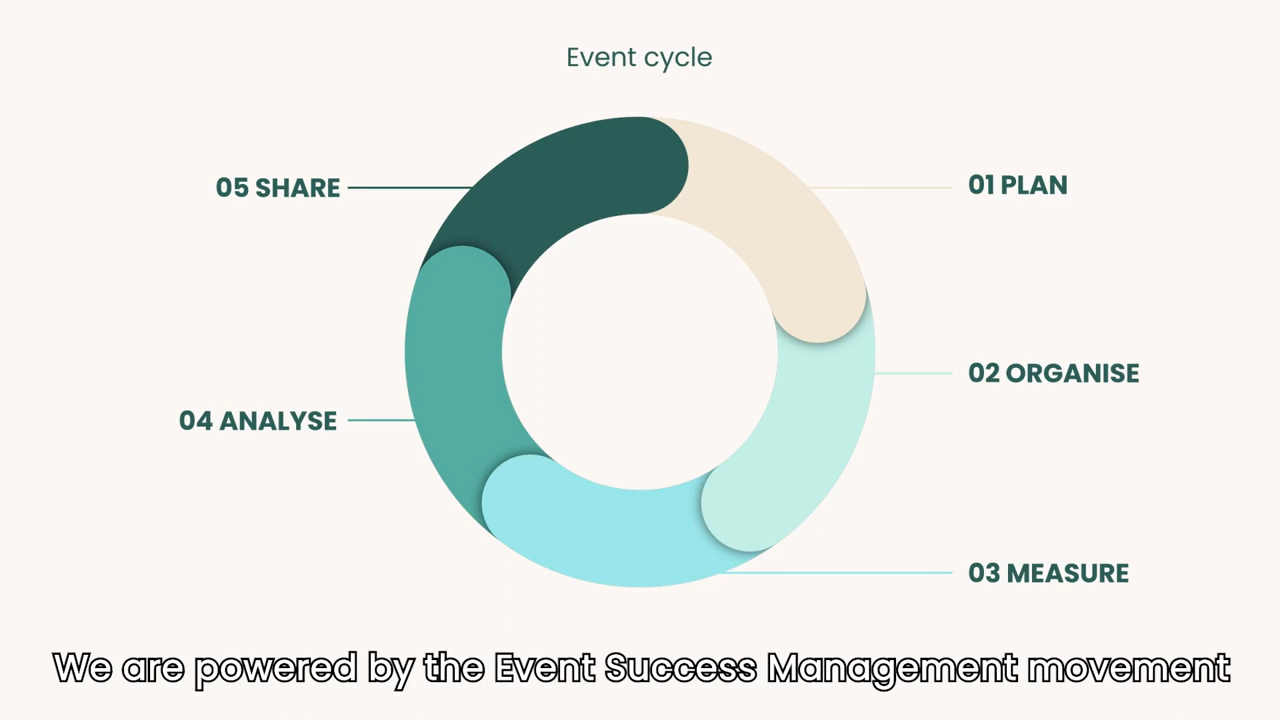 Event cycle
05 SHARE
01 PLAN
02 ORGANISE
04 ANALYSE
03 MEASURE
We are powered by the Event Success Management movement